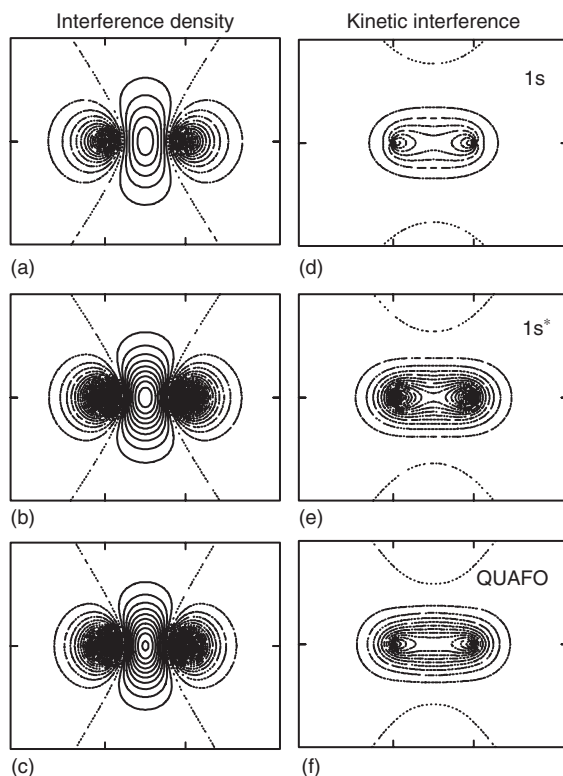 Interference density
Kinetic interference
1s
(a)
(d)
1s*
(b)
(e)
QUAFO
(c)
(f)